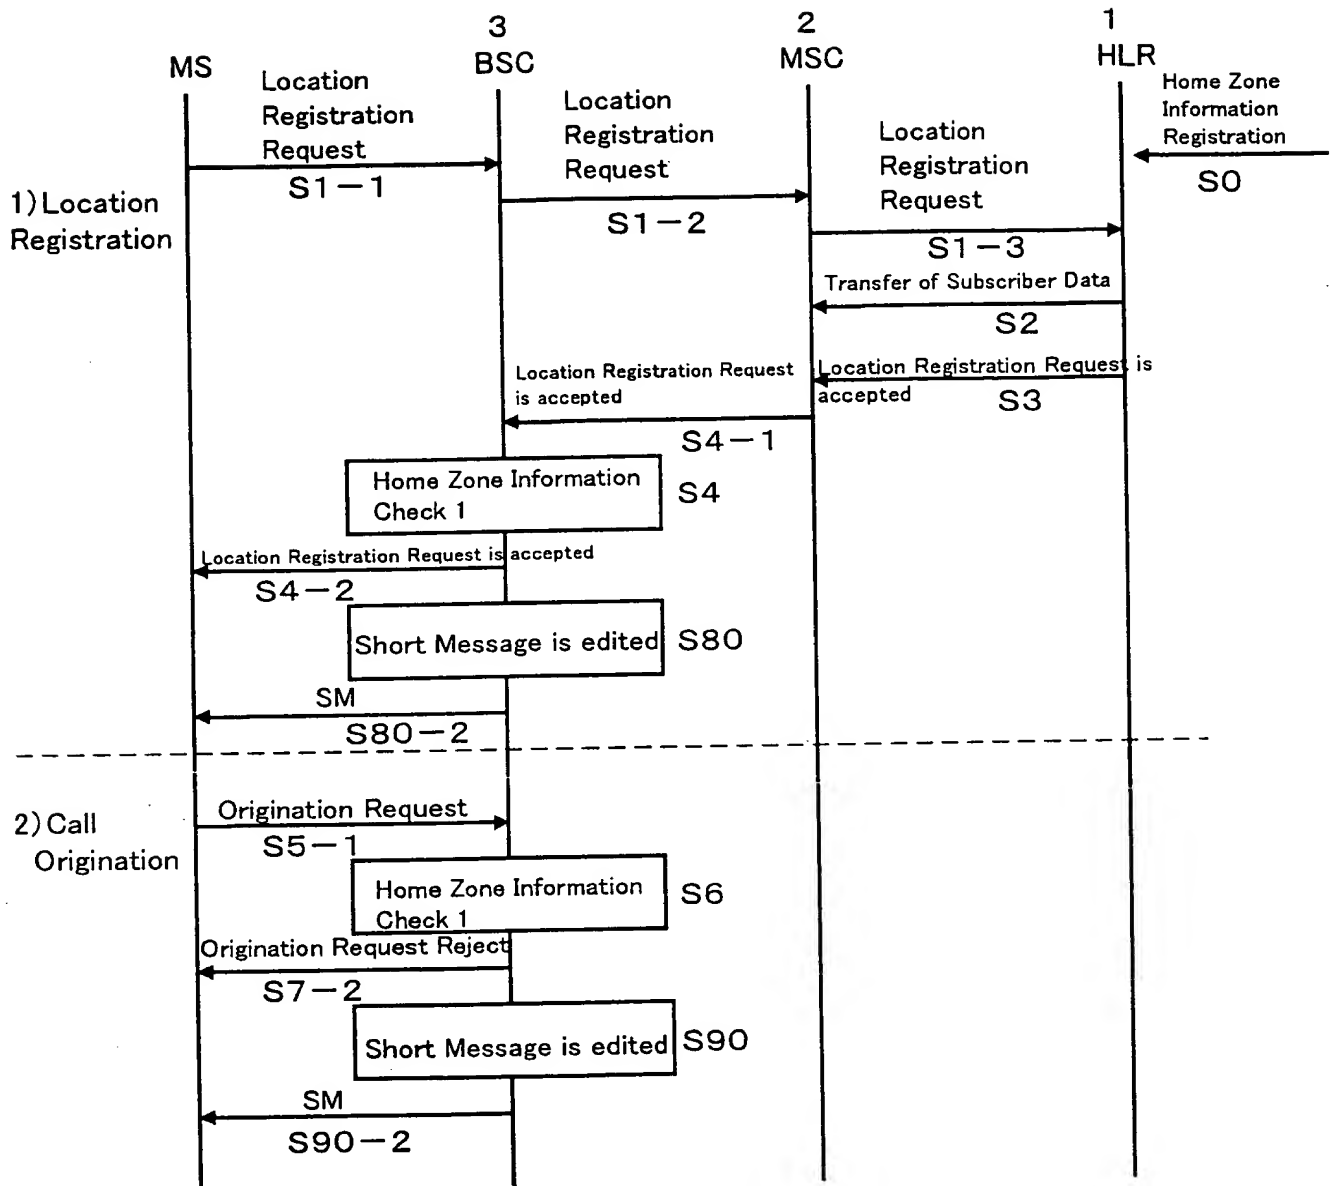 3
2
1
MS
BSC
MSC
HLR
Location
Registration
Request
S1-1
Location
Registration
Request
S1-2
Location
Registration
Request
S1-3
Home Zone
Information
Registration
S0
1)Location
Registration
Transfer of Subscriber Data
S2
Location Registration Request is
accepted
S3
Location Registration Request
is accepted
S4-1
Home Zone Information
Check 1
S4
Location Registration Request is accepted
S4-2
Short Message is edited
S80
SM
S80-2
2)Call
Origination
Origination Request
S5-1
Home Zone Information
Check 1
S6
Origination Request Reject
S7-2
Short Message is edited
S90
SM
S90-2